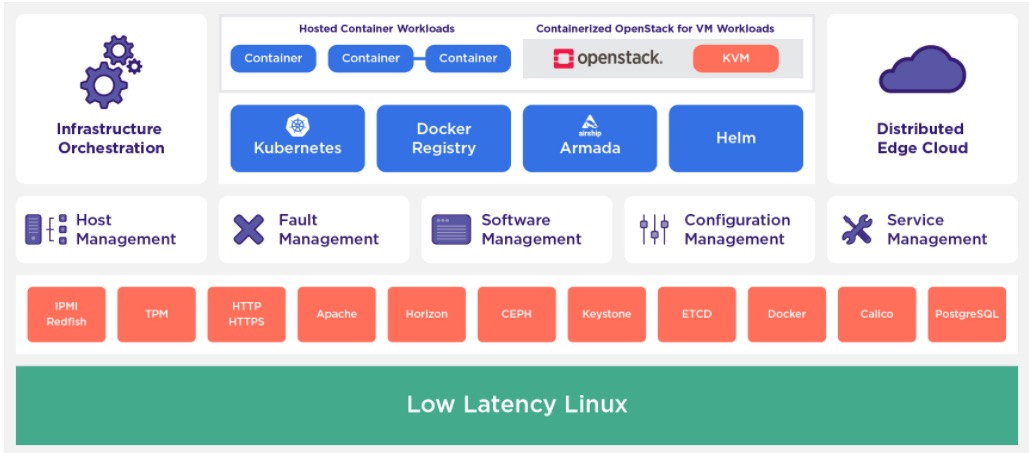 Hosted Container Workloads
Containerized OpenStack for VM Workloads
Container
Container
Container
openstack.
KVM
Infrastructure
Orchestration
Kubernetes
Docker
Registry
airship
Armada
Helm
Distributed
Edge Cloud
Host
Management
Fault
Management
Software
Management
Configuration
Management
Service
Management
IPMI
Redfish
TPM
HTTP
HTTPS
Apache
Horizon
CEPH
Keystone
ETCD
Docker
Calico
PostgreSQL
Low Latency Linux